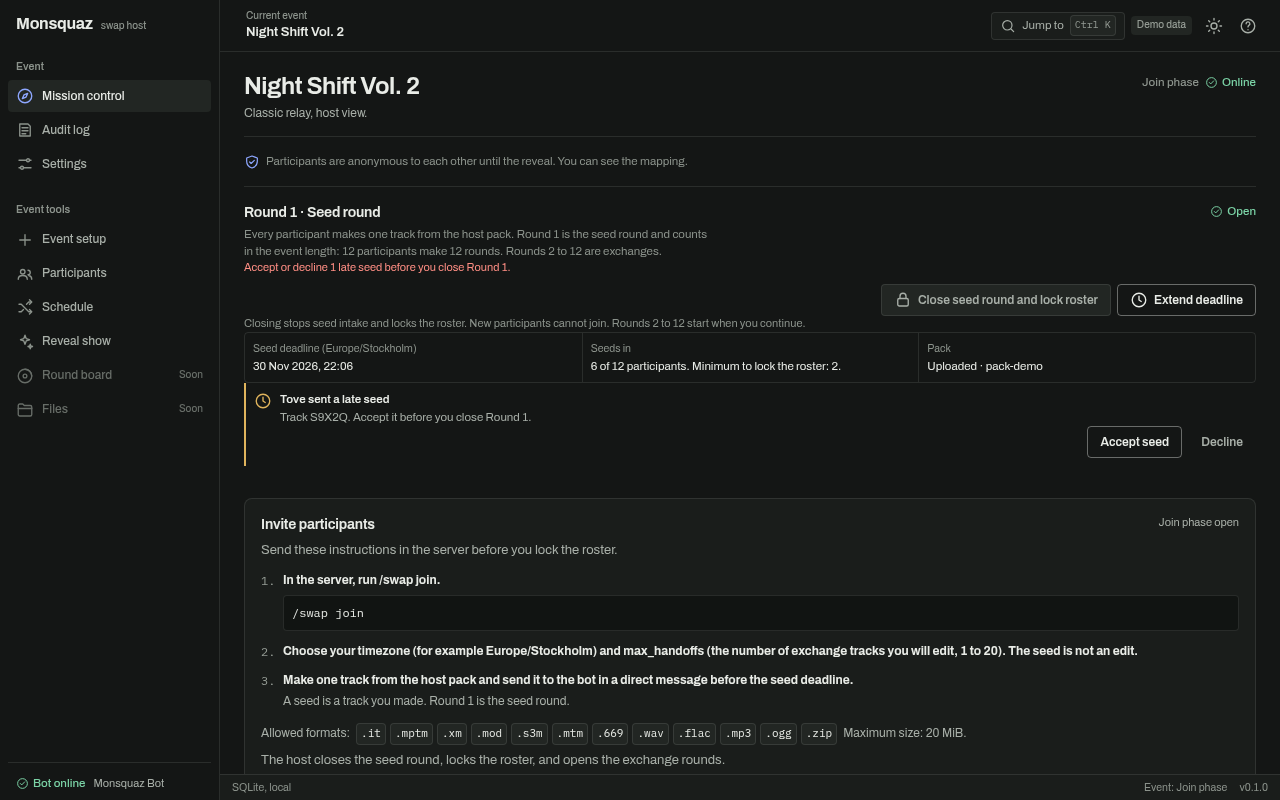 Monsquaz swap host
Event
Mission control
Audit log
Settings
Event tools
Event setup
Participants
Schedule
Reveal show
Round board Soon
Files Soon
Bot online Monsquaz Bot
Current event
Night Shift Vol. 2
Jump to Ctrl K
Demo data
Night Shift Vol. 2
Join phase Online
Classic relay, host view.
Participants are anonymous to each other until the reveal. You can see the mapping.
Round 1 · Seed round
Open
Every participant makes one track from the host pack. Round 1 is the seed round and counts
in the event length: 12 participants make 12 rounds. Rounds 2 to 12 are exchanges.
Accept or decline 1 late seed before you close Round 1.
Close seed round and lock roster
Extend deadline
Closing stops seed intake and locks the roster. New participants cannot join. Rounds 2 to 12 start when you continue.
Seed deadline (Europe/Stockholm)
30 Nov 2026, 22:06
Seeds in
6 of 12 participants. Minimum to lock the roster: 2.
Pack
Uploaded · pack-demo
Tove sent a late seed
Track S9X2Q. Accept it before you close Round 1.
Accept seed
Decline
Invite participants
Join phase open
Send these instructions in the server before you lock the roster.
1. In the server, run /swap join.
/swap join
2. Choose your timezone (for example Europe/Stockholm) and max_handoffs (the number of exchange tracks you will edit, 1 to 20). The seed is not an edit.
3. Make one track from the host pack and send it to the bot in a direct message before the seed deadline.
A seed is a track you made. Round 1 is the seed round.
Allowed formats: .it .mptm .xm .mod .s3m .mtm .669 .wav .flac .mp3 .ogg .zip Maximum size: 20 MiB.
The host closes the seed round, locks the roster, and opens the exchange rounds.
SQLite, local
Event: Join phase v0.1.0